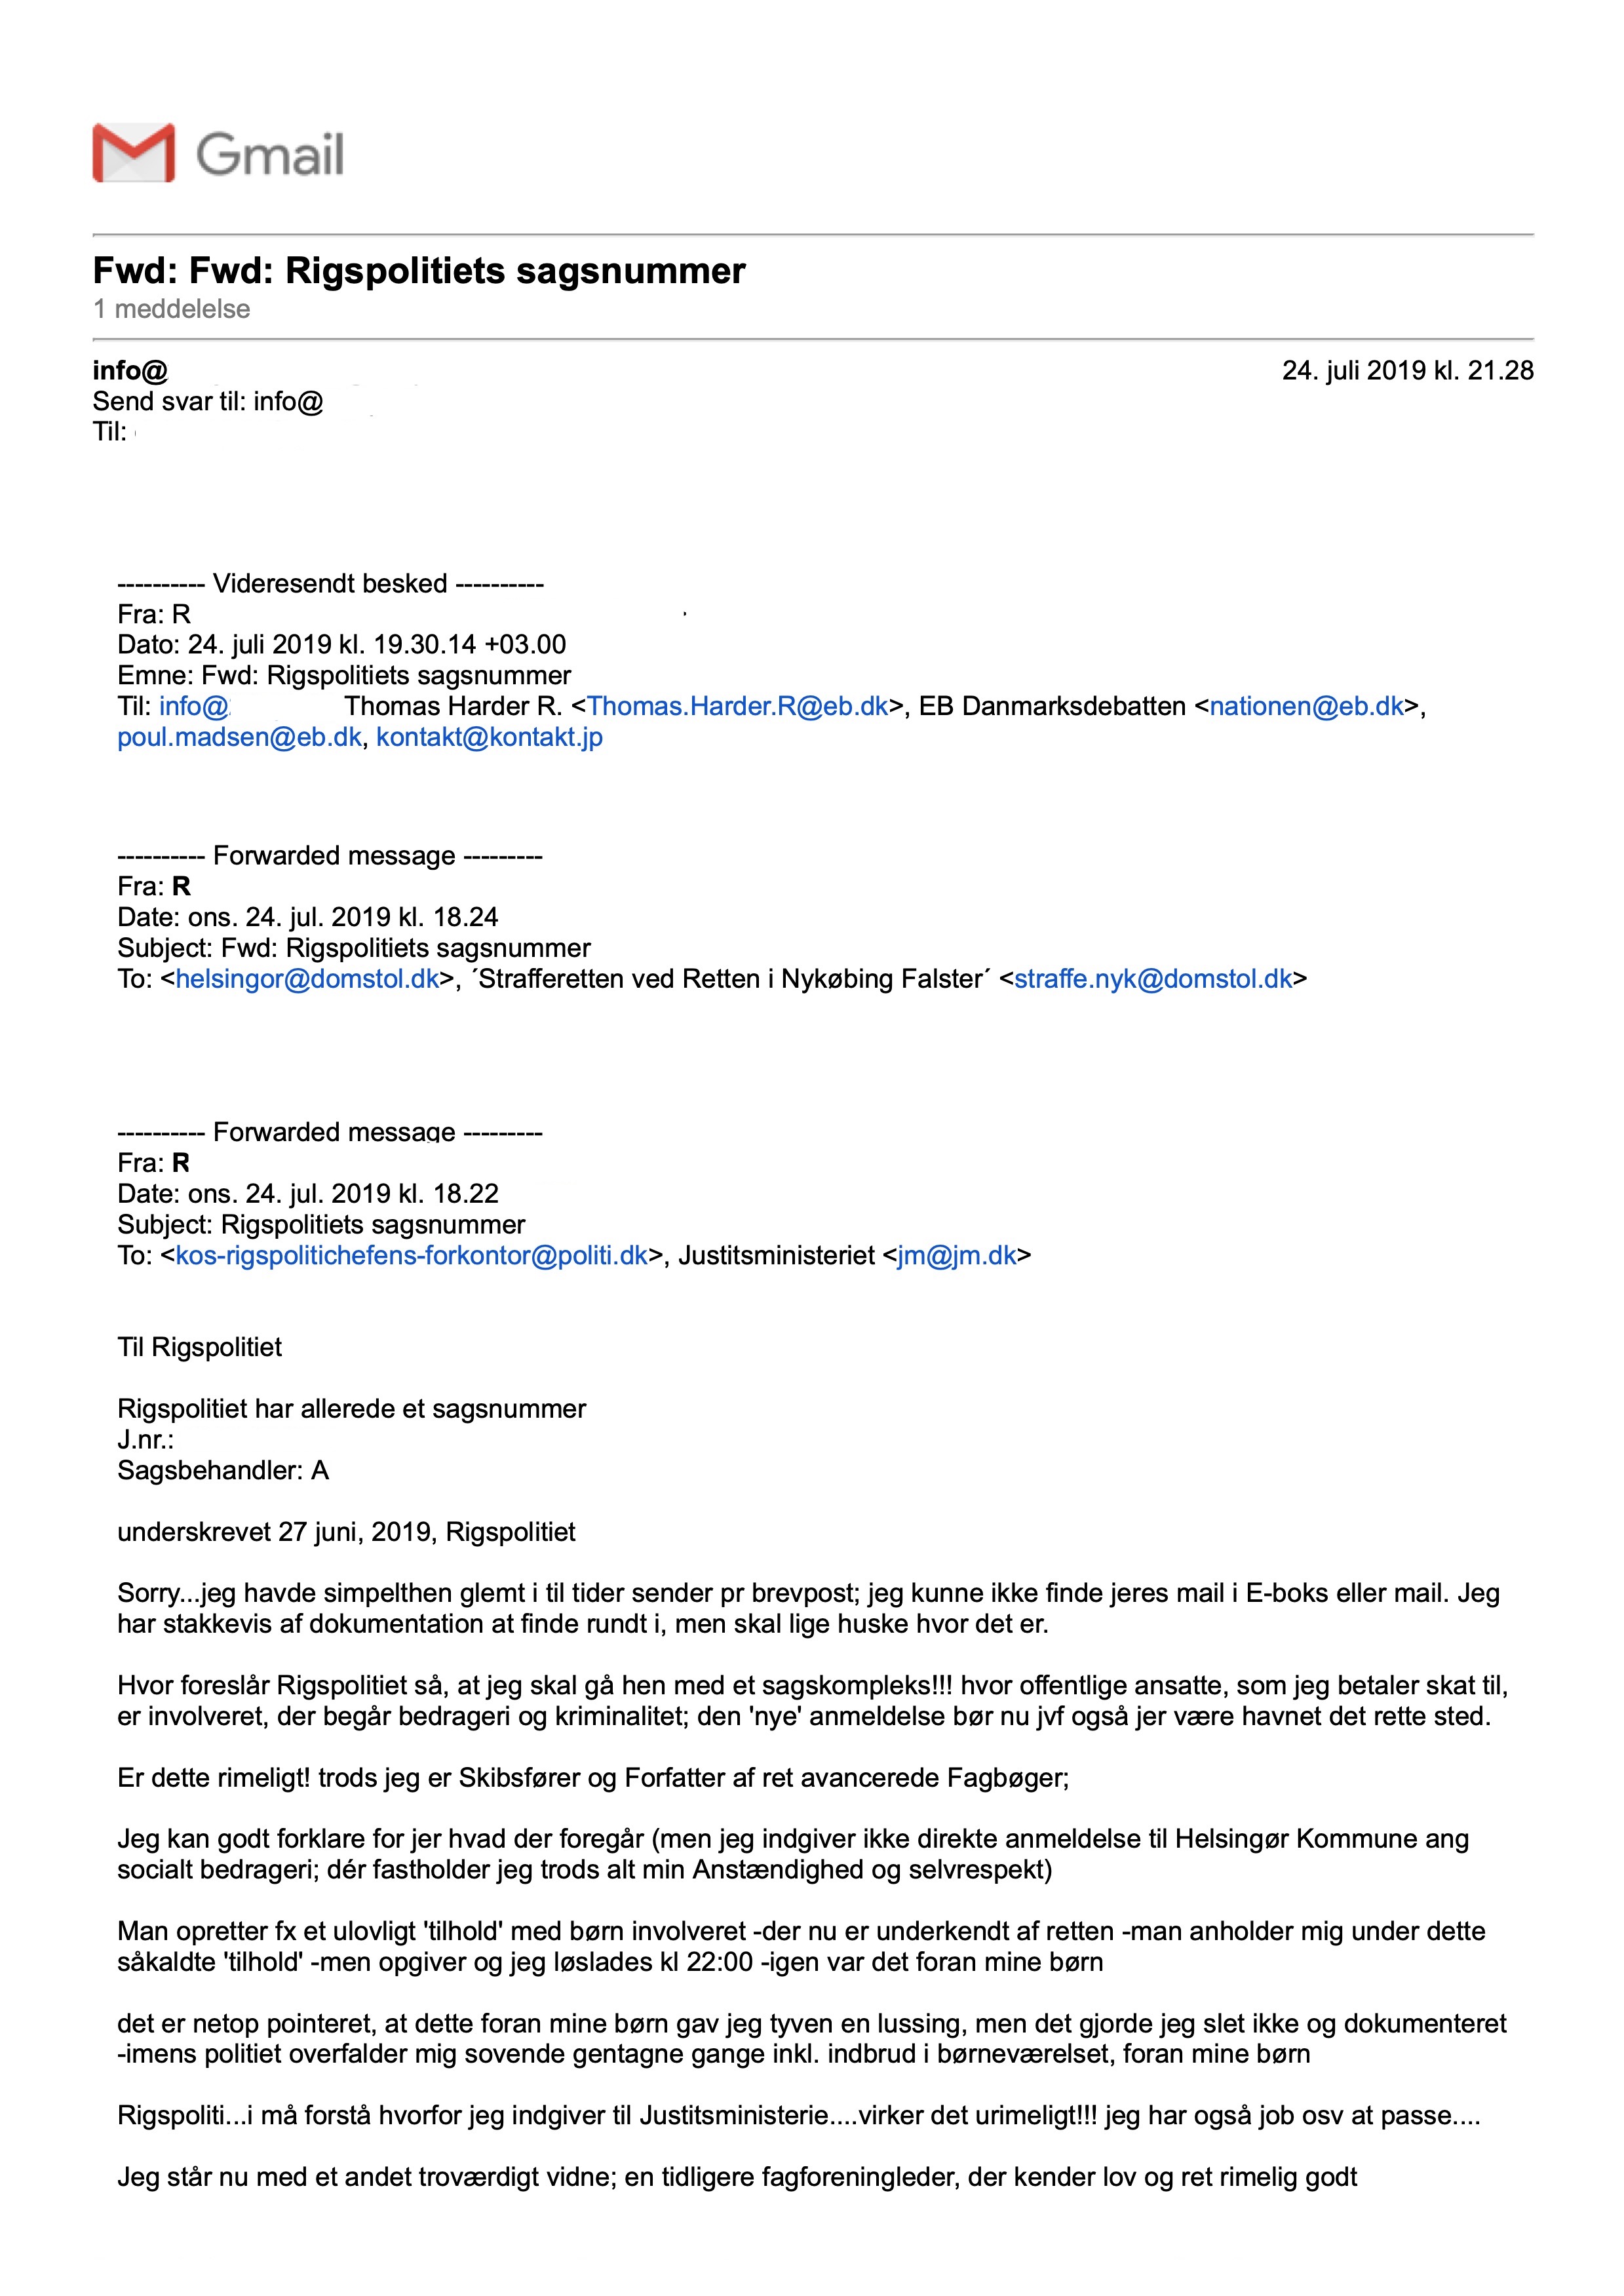 Gmail
Fwd: Fwd: Rigspolitiets sagsnummer
1 meddelelse
info@
24. juli 2019 kl. 21.28
Send svar til: info@
Til:
---------- Videresendt besked ----------
Fra: R
Dato: 24. juli 2019 kl. 19.30.14 +03.00
Emne: Fwd: Rigspolitiets sagsnummer
Til: info@ Thomas Harder R. <Thomas.Harder.R@eb.dk>, EB Danmarksdebatten <nationen@eb.dk>,
poul.madsen@eb.dk, kontakt@kontakt.jp
---------- Forwarded message ---------
Fra: R
Date: ons. 24. jul. 2019 kl. 18.24
Subject: Fwd: Rigspolitiets sagsnummer
To: <helsingor@domstol.dk>, ´Strafferetten ved Retten i Nykøbing Falster´ <straffe.nyk@domstol.dk>
---------- Forwarded message ---------
Fra: R
Date: ons. 24. jul. 2019 kl. 18.22
Subject: Rigspolitiets sagsnummer
To: <kos-rigspolitichefens-forkontor@politi.dk>, Justitsministeriet <jm@jm.dk>
Til Rigspolitiet
Rigspolitiet har allerede et sagsnummer
J.nr.:
Sagsbehandler: A
underskrevet 27 juni, 2019, Rigspolitiet
Sorry...jeg havde simpelthen glemt i til tider sender pr brevpost; jeg kunne ikke finde jeres mail i E-boks eller mail. Jeg
har stakkevis af dokumentation at finde rundt i, men skal lige huske hvor det er.
Hvor foreslår Rigspolitiet så, at jeg skal gå hen med et sagskompleks!!! hvor offentlige ansatte, som jeg betaler skat til,
er involveret, der begår bedrageri og kriminalitet; den 'nye' anmeldelse bør nu jvf også jer være havnet det rette sted.
Er dette rimeligt! trods jeg er Skibsfører og Forfatter af ret avancerede Fagbøger;
Jeg kan godt forklare for jer hvad der foregår (men jeg indgiver ikke direkte anmeldelse til Helsingør Kommune ang
socialt bedrageri; dér fastholder jeg trods alt min Anstændighed og selvrespekt)
Man opretter fx et ulovligt 'tilhold' med børn involveret -der nu er underkendt af retten -man anholder mig under dette
såkaldte 'tilhold' -men opgiver og jeg løslades kl 22:00 -igen var det foran mine børn
det er netop pointeret, at dette foran mine børn gav jeg tyven en lussing, men det gjorde jeg slet ikke og dokumenteret
-imens politiet overfalder mig sovende gentagne gange inkl. indbrud i børneværelset, foran mine børn
Rigspoliti...i må forstå hvorfor jeg indgiver til Justitsministerie....virker det urimeligt!!! jeg har også job osv at passe....
Jeg står nu med et andet troværdigt vidne; en tidligere fagforeningleder, der kender lov og ret rimelig godt